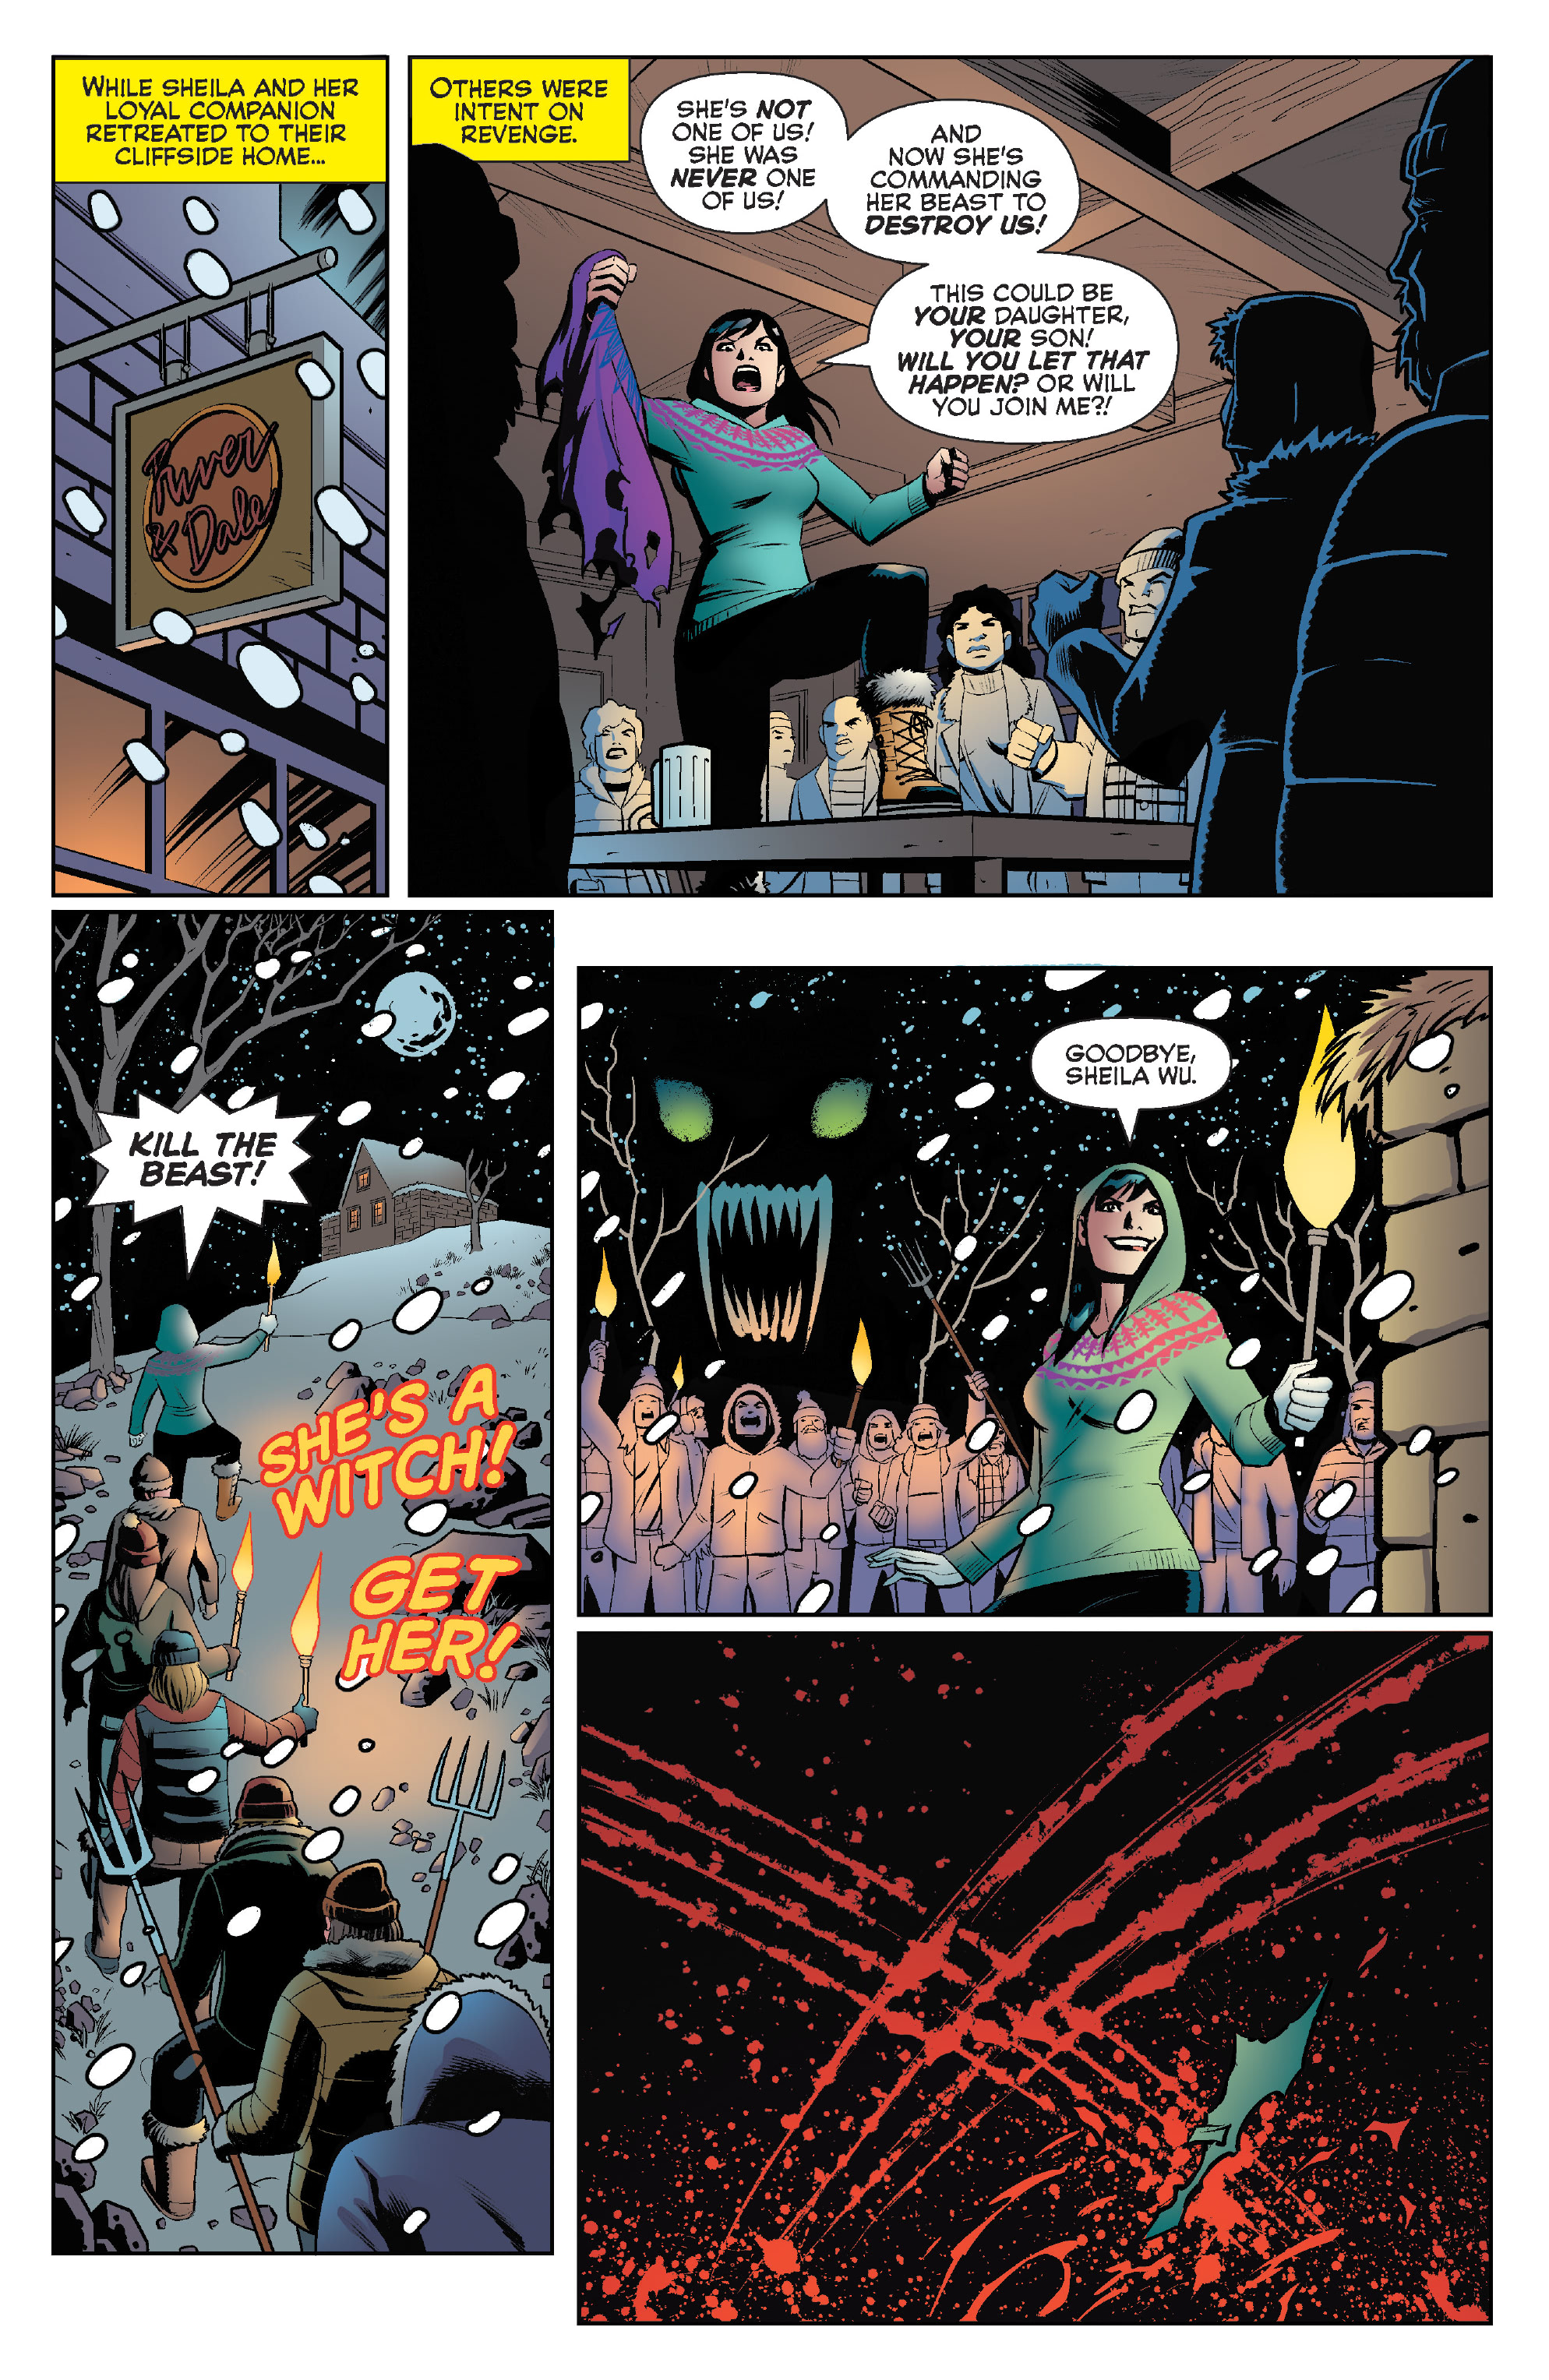 WHILE SHEILA AND HER
LOYAL COMPANION
RETREATED TO THEIR
CLIFFSIDE HOME...
River
& Dale
OTHERS WERE
INTENT ON
REVENGE.
SHE'S NOT
ONE OF US!
SHE WAS
NEVER ONE
OF US!
AND
NOW SHE'S
COMMANDING
HER BEAST TO
DESTROY US!
THIS COULD BE
YOUR DAUGHTER,
YOUR SON!
WILL YOU LET THAT
HAPPEN? OR WILL
YOU JOIN ME?!
KILL THE
BEAST!
SHE'S A
WITCH!
GET
HER!
GOODBYE,
SHEILA WU.